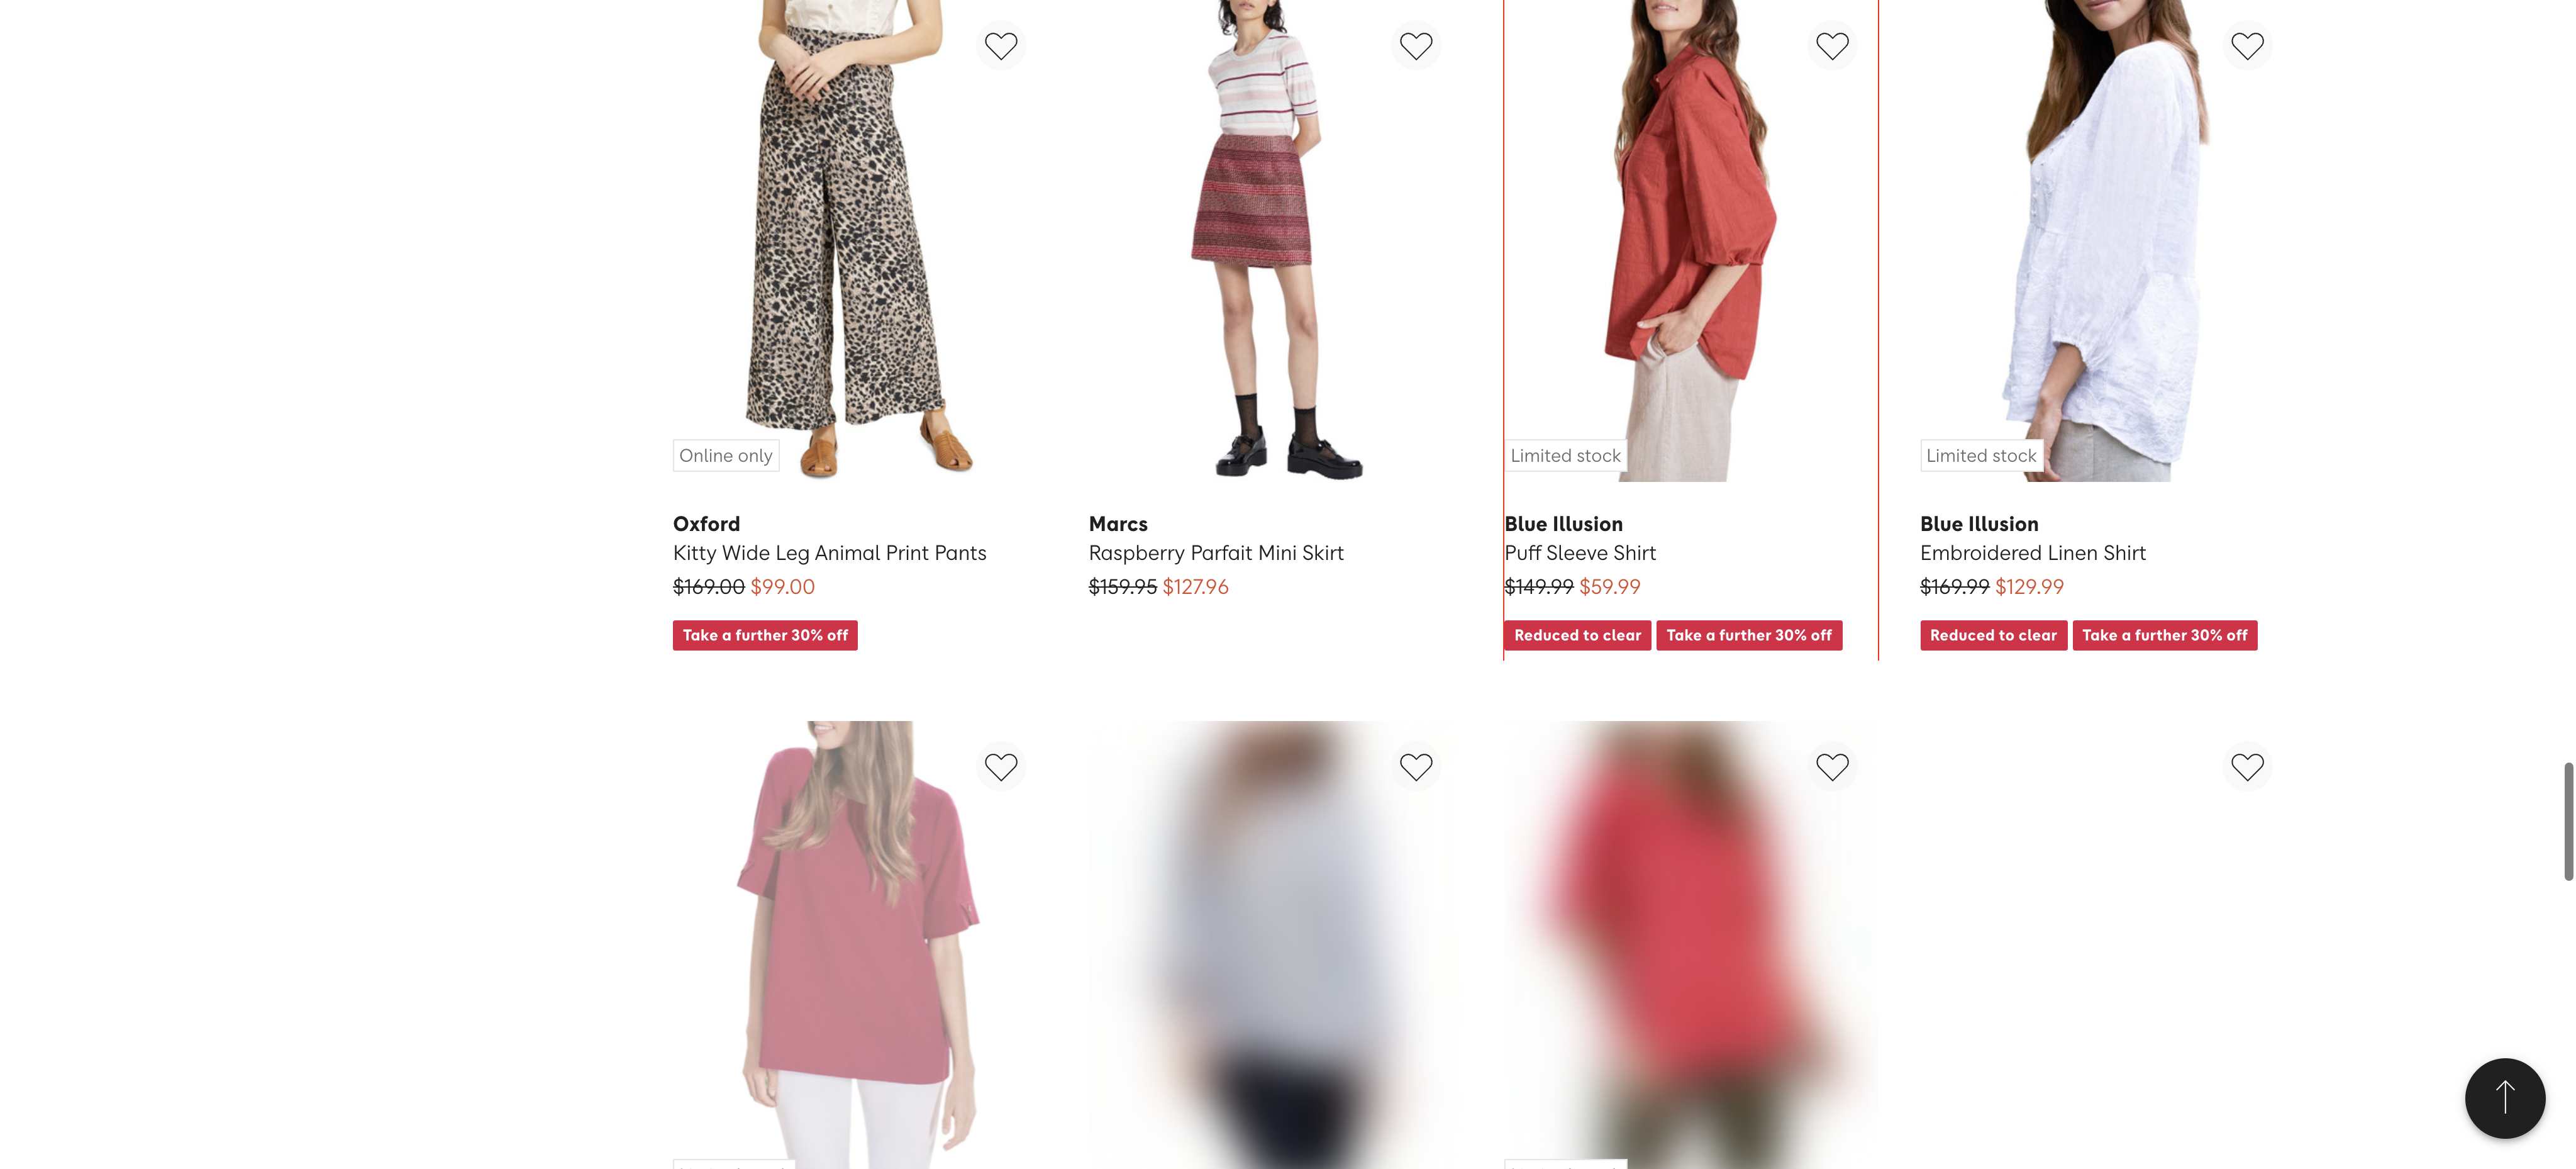 Online only
Limited stock
Limited stock
Oxford
Kitty Wide Leg Animal Print Pants
$169.00 $99.00
Take a further 30% off
Marcs
Raspberry Parfait Mini Skirt
$159.95 $127.96
Blue Illusion
Puff Sleeve Shirt
$149.99 $59.99
Reduced to clear Take a further 30% off
Blue Illusion
Embroidered Linen Shirt
$169.99 $129.99
Reduced to clear Take a further 30% off